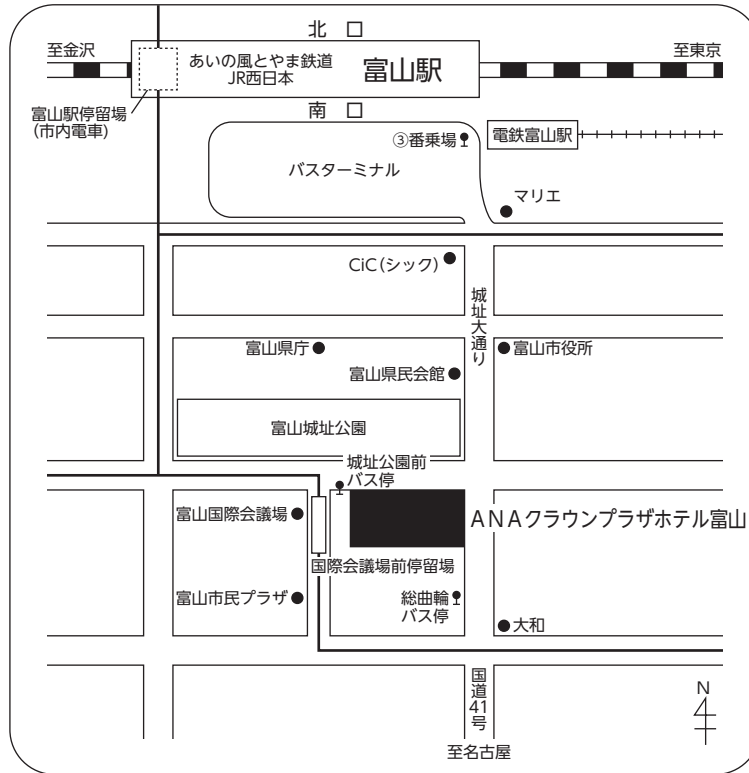 北 口
至金沢
至東京
あいの風とやま鉄道
JR西日本
富山駅
富山駅停留場
(市内電車)
南 口
③番乗場
電鉄富山駅
バスターミナル
マリエ
CiC(シック)
城址大通り
富山県庁
富山市役所
富山県民会館
富山城址公園
城址公園前
バス停
富山国際会議場
ANAクラウンプラザホテル富山
国際会議場前停留場
富山市民プラザ
総曲輪
バス停
大和
国道41号
N
至名古屋